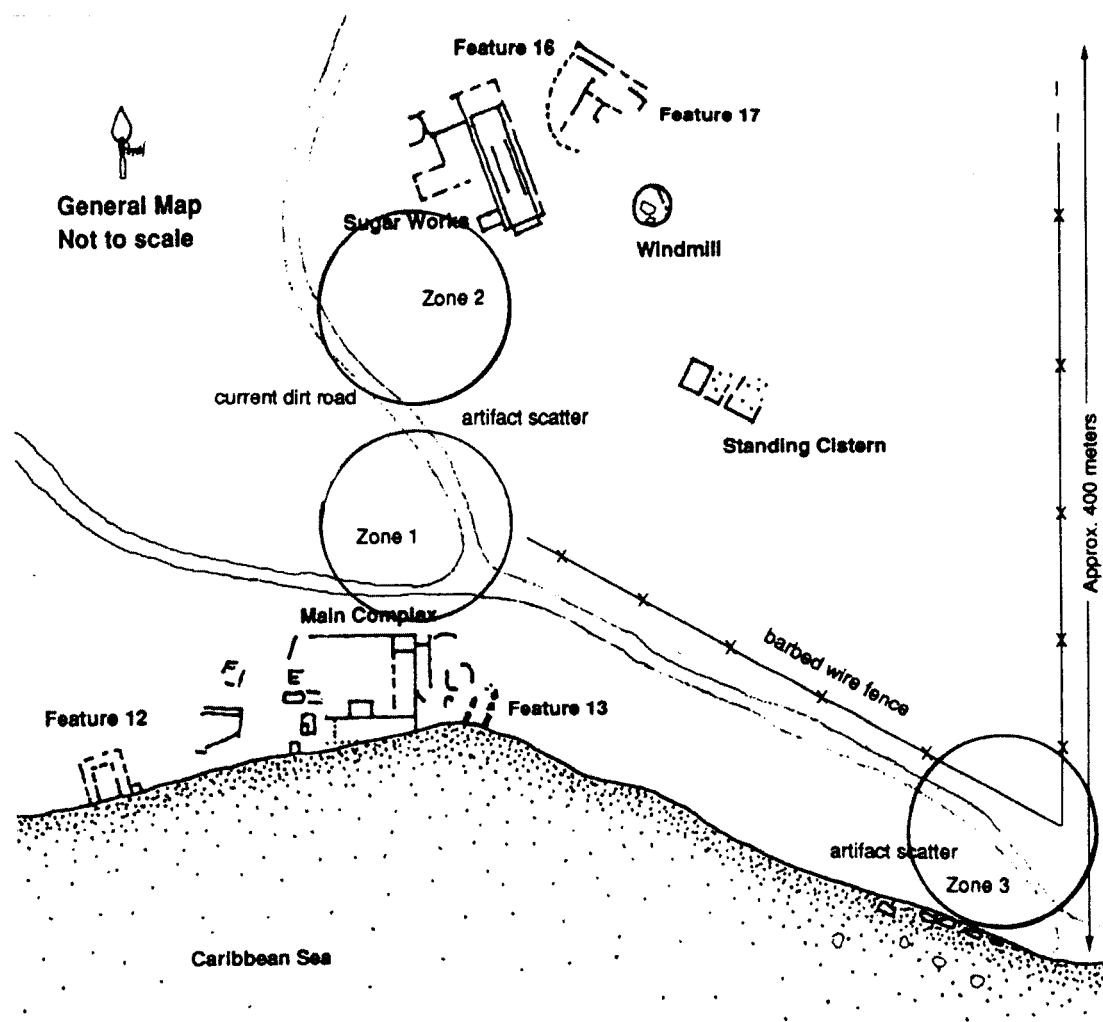 Feature 16
Feature 17
General Map
Not to scale
Sugar Works
Windmill
Zone 2
current dirt road
artifact scatter
Standing Cistern
Approx. 400 meters
Zone 1
Main Complax
barbed wire fence
F
E
Feature 12
Feature 13
artifact scatter
Zone 3
Caribbean Sea